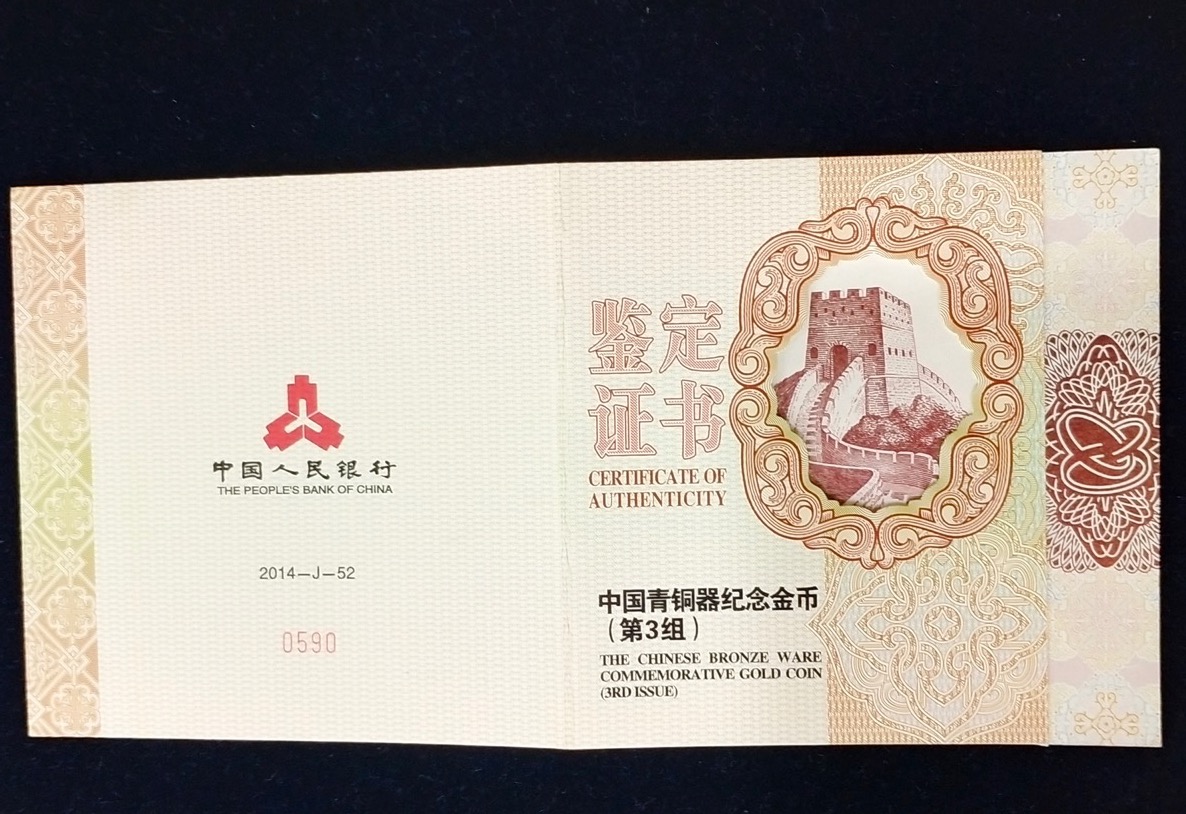 中国人民银行
THE PEOPLE'S BANK OF CHINA
2014—J—52
0590
鉴定
证书
CERTIFICATE OF
AUTHENTICITY
中国青铜器纪念金币
（第3组）
THE CHINESE BRONZE WARE
COMMEMORATIVE GOLD COIN
(3RD ISSUE)